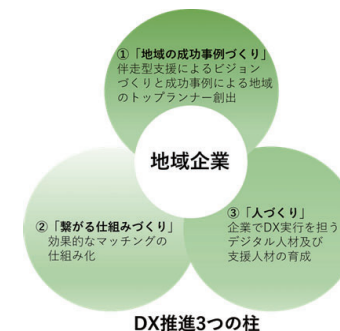 ①「地域の成功事例づくり」
伴走型支援によるビジョン
づくりと成功事例による地域
のトップランナー創出
地域企業
②「繋がる仕組みづくり」
効果的なマッチングの
仕組み化
③「人づくり」
企業でDX実行を担う
デジタル人材及び
支援人材の育成
DX推進3つの柱